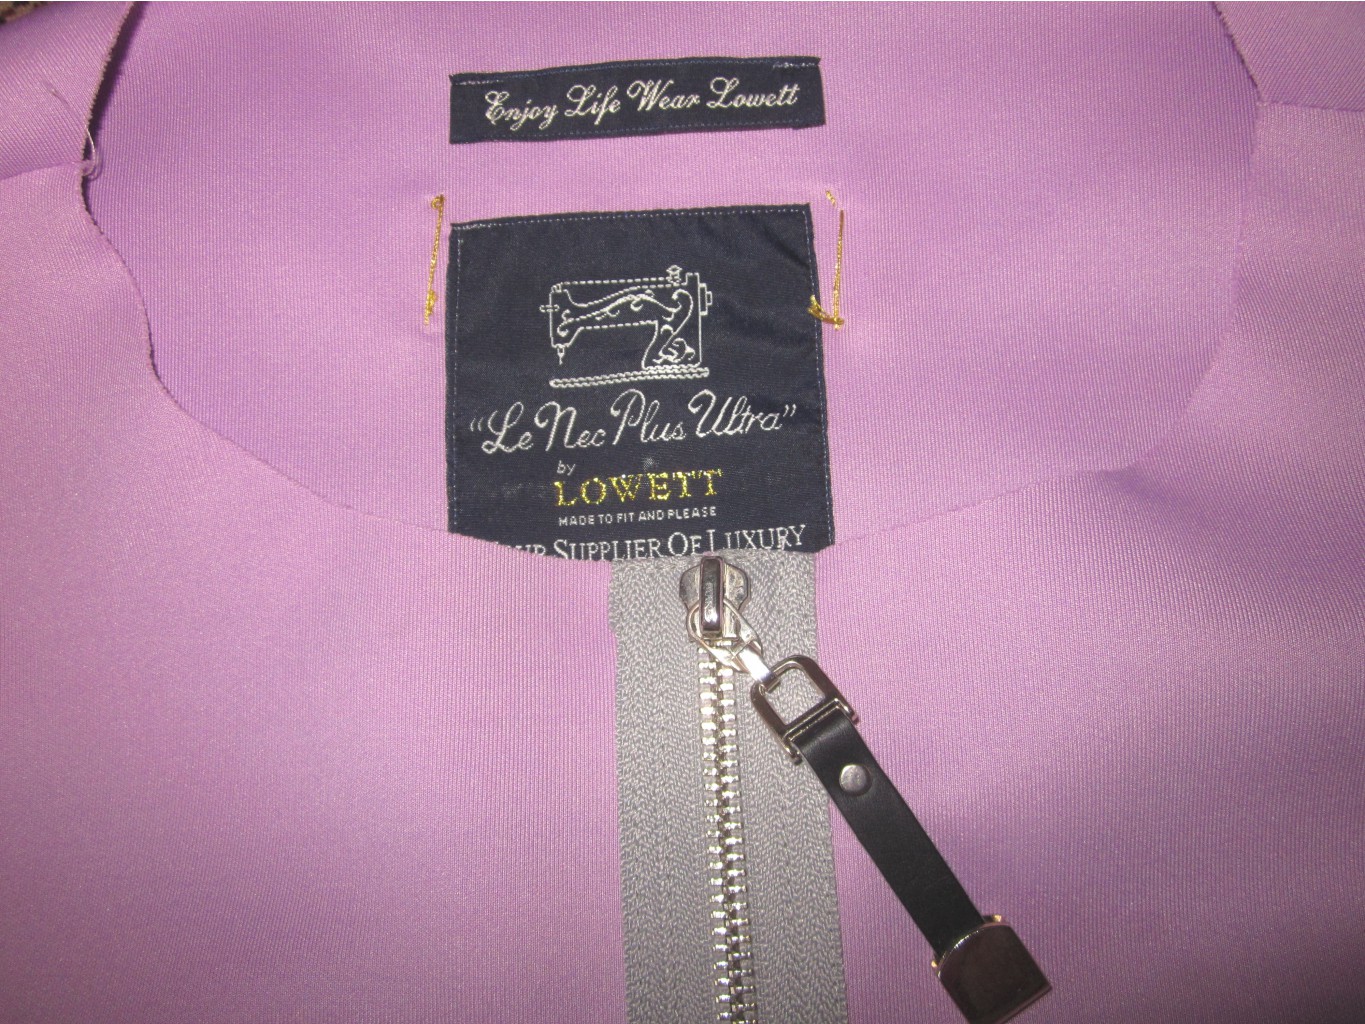 Enjoy Life Wear Lowett
"Le Nec Plus Ultra"
by
LOWETT
MADE TO FIT AND PLEASE
SUPPLIER OF LUXURY